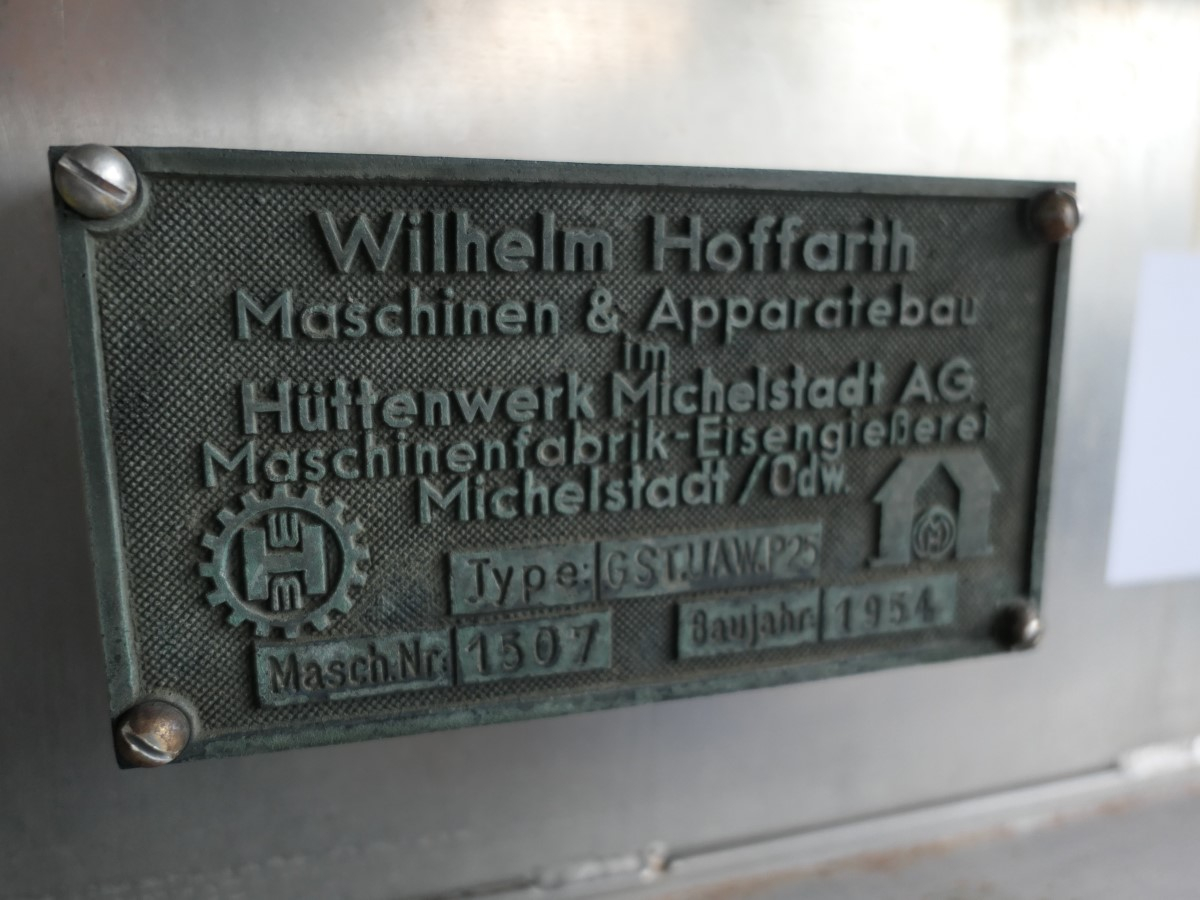 Wilhelm Hoffarth
Maschinen & Apparatebau
im
Hüttenwerk Michelstadt A.G.
Maschinenfabrik-Eisengießerei
Michelstadt/Odw.
HWM
Type: GST.UAW.P25
Masch.Nr: 1507 Baujahr: 1954